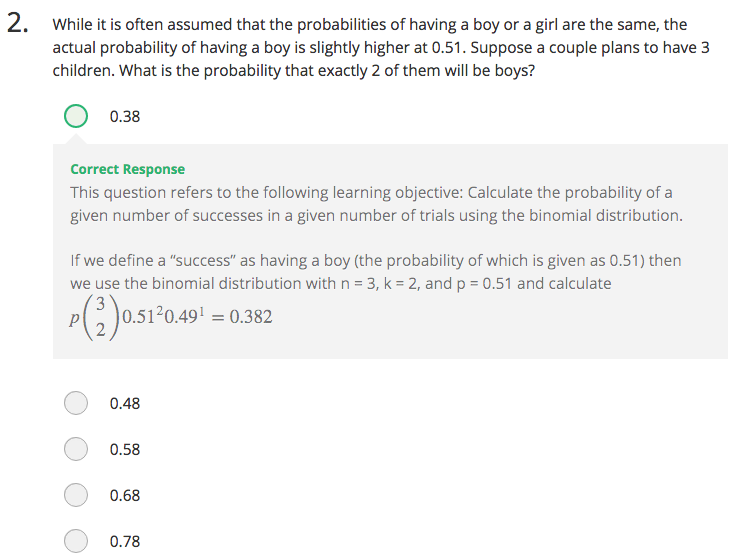 2. While it is often assumed that the probabilities of having a boy or a girl are the same, the
actual probability of having a boy is slightly higher at 0.51. Suppose a couple plans to have 3
children. What is the probability that exactly 2 of them will be boys?
0.38
Correct Response
This question refers to the following learning objective: Calculate the probability of a
given number of successes in a given number of trials using the binomial distribution.
If we define a “success” as having a boy (the probability of which is given as 0.51) then
we use the binomial distribution with n = 3, k = 2, and p = 0.51 and calculate
p(3 2)0.51²0.49¹ = 0.382
0.48
0.58
0.68
0.78